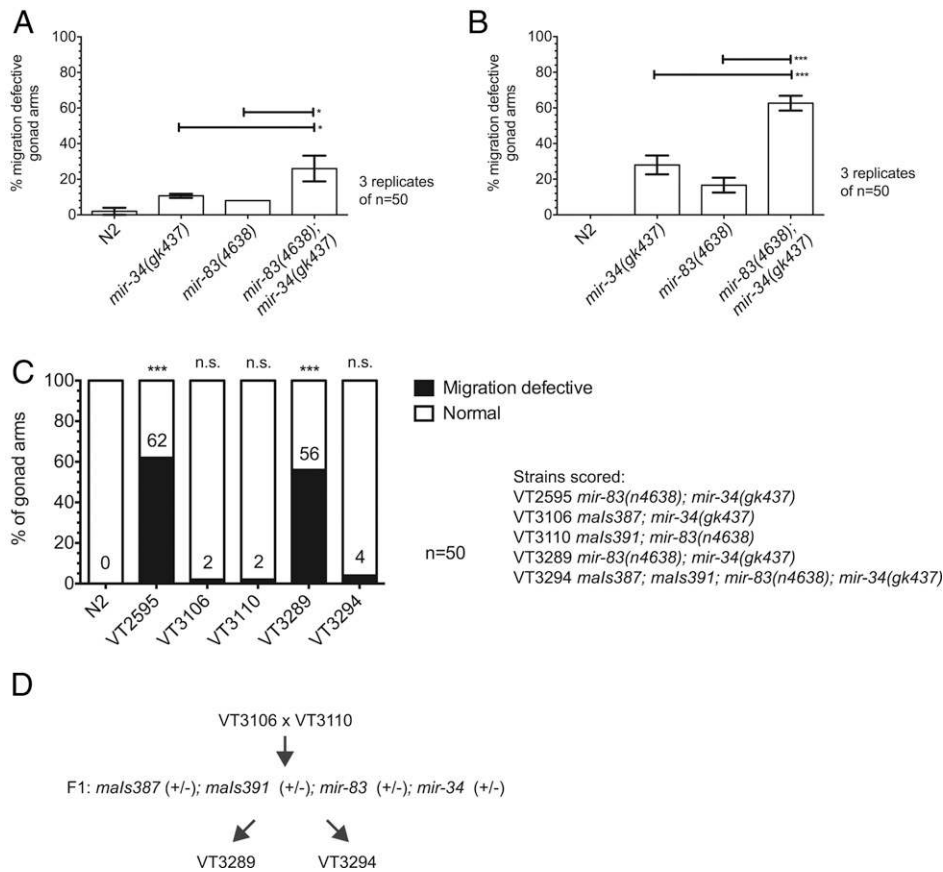 A
% migration defective
gonad arms
100
80
60
40
20
0
*
*
N2
mir-34(gk437)
mir-83(4638)
mir-83(4638);
mir-34(gk437)
3 replicates
of n=50
B
% migration defective
gonad arms
100
80
60
40
20
0
***
***
N2
mir-34(gk437)
mir-83(4638)
mir-83(4638);
mir-34(gk437)
3 replicates
of n=50
C
% of gonad arms
100
80
60
40
20
0
*** n.s. n.s. *** n.s.
0 62 2 2 56 4
N2
VT2595
VT3106
VT3110
VT3289
VT3294
Migration defective
Normal
n=50
Strains scored:
VT2595 mir-83(n4638); mir-34(gk437)
VT3106 maIs387; mir-34(gk437)
VT3110 maIs391; mir-83(n4638)
VT3289 mir-83(n4638); mir-34(gk437)
VT3294 maIs387; maIs391; mir-83(n4638); mir-34(gk437)
D
VT3106 x VT3110
F1: maIs387 (+/-); maIs391 (+/-); mir-83 (+/-); mir-34 (+/-)
VT3289 VT3294